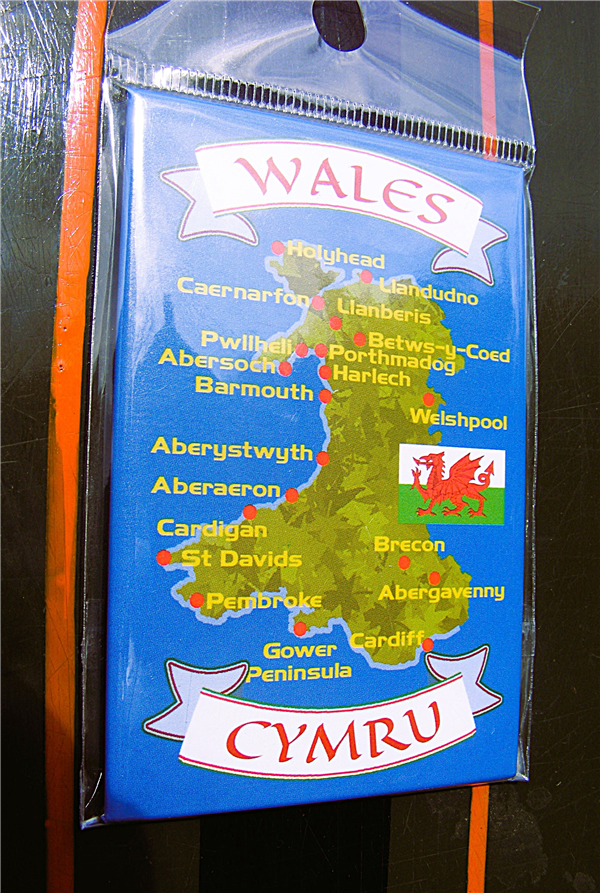 WALES
Holyhead
Llandudno
Caernarfon
Llanberis
Betws-y-Coed
Pwllheli
Porthmadog
Abersoch
Harlech
Barmouth
Welshpool
Aberystwyth
Aberaeron
Cardigan
Brecon
St Davids
Abergavenny
Pembroke
Cardiff
Gower
Peninsula
CYMRU